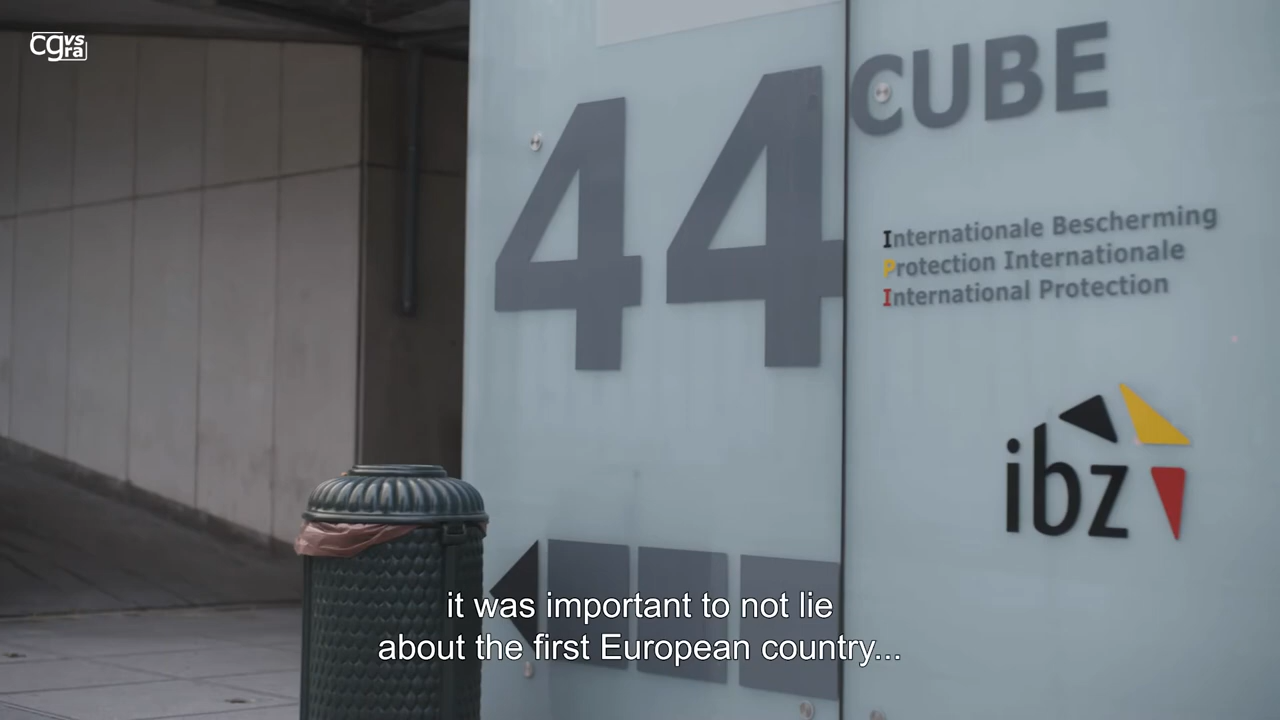 cgvs
ra
44
CUBE
Internationale Bescherming
Protection Internationale
International Protection
ibz
it was important to not lie
about the first European country...